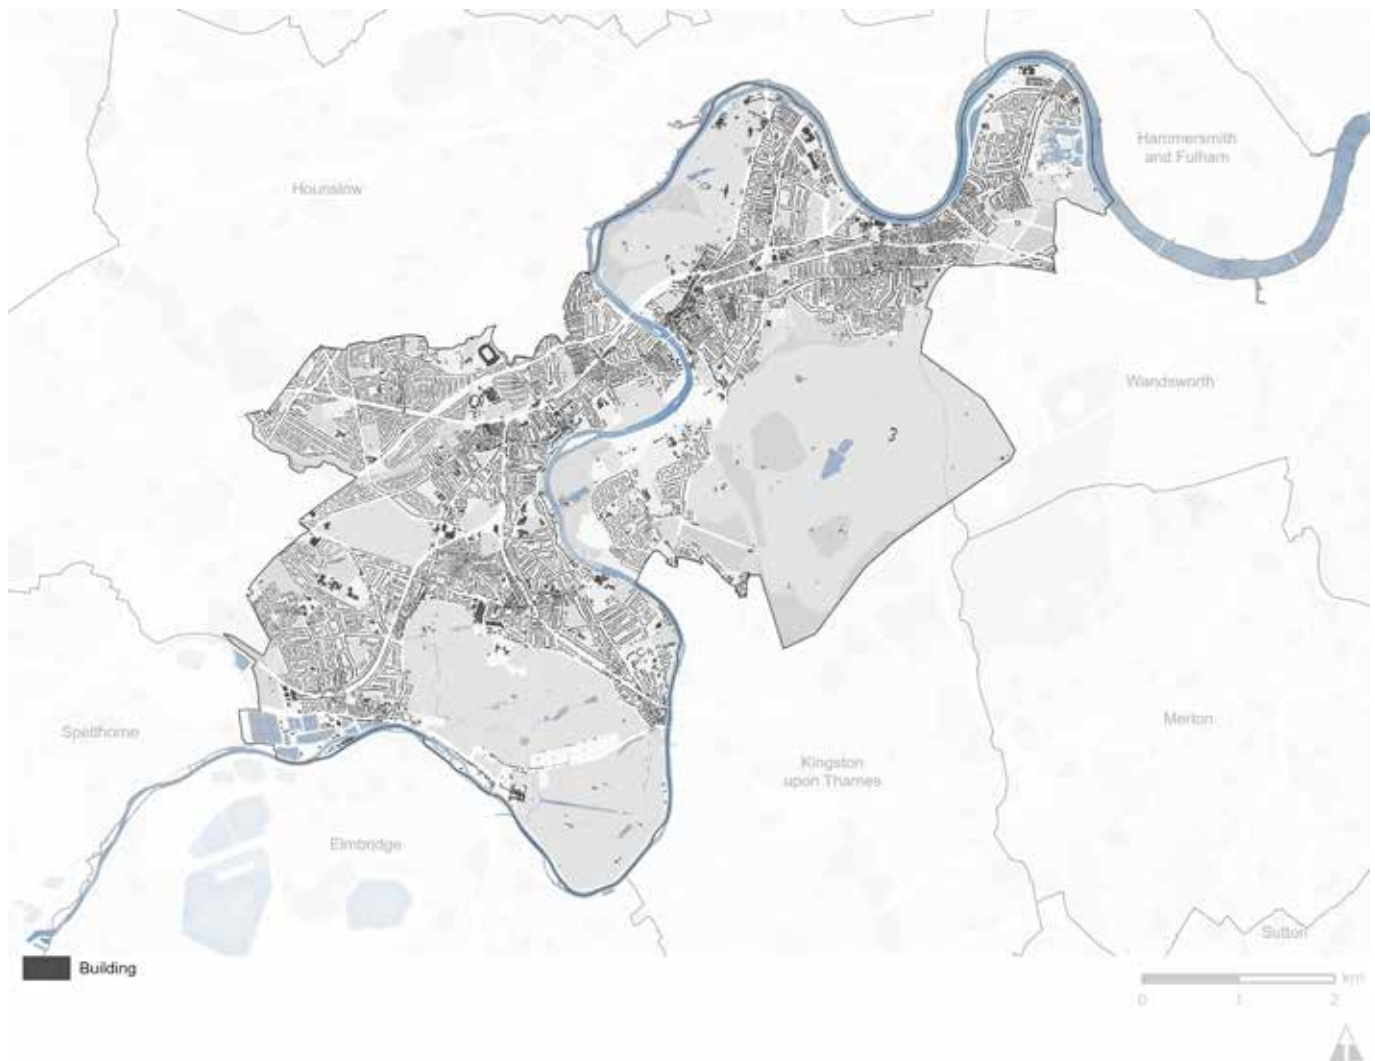 Hammersmith
and Fulham
Hounslow
Wandsworth
Spelthorne
Merton
Kingston
upon Thames
Elmbridge
Sutton
Building
km
0 1 2